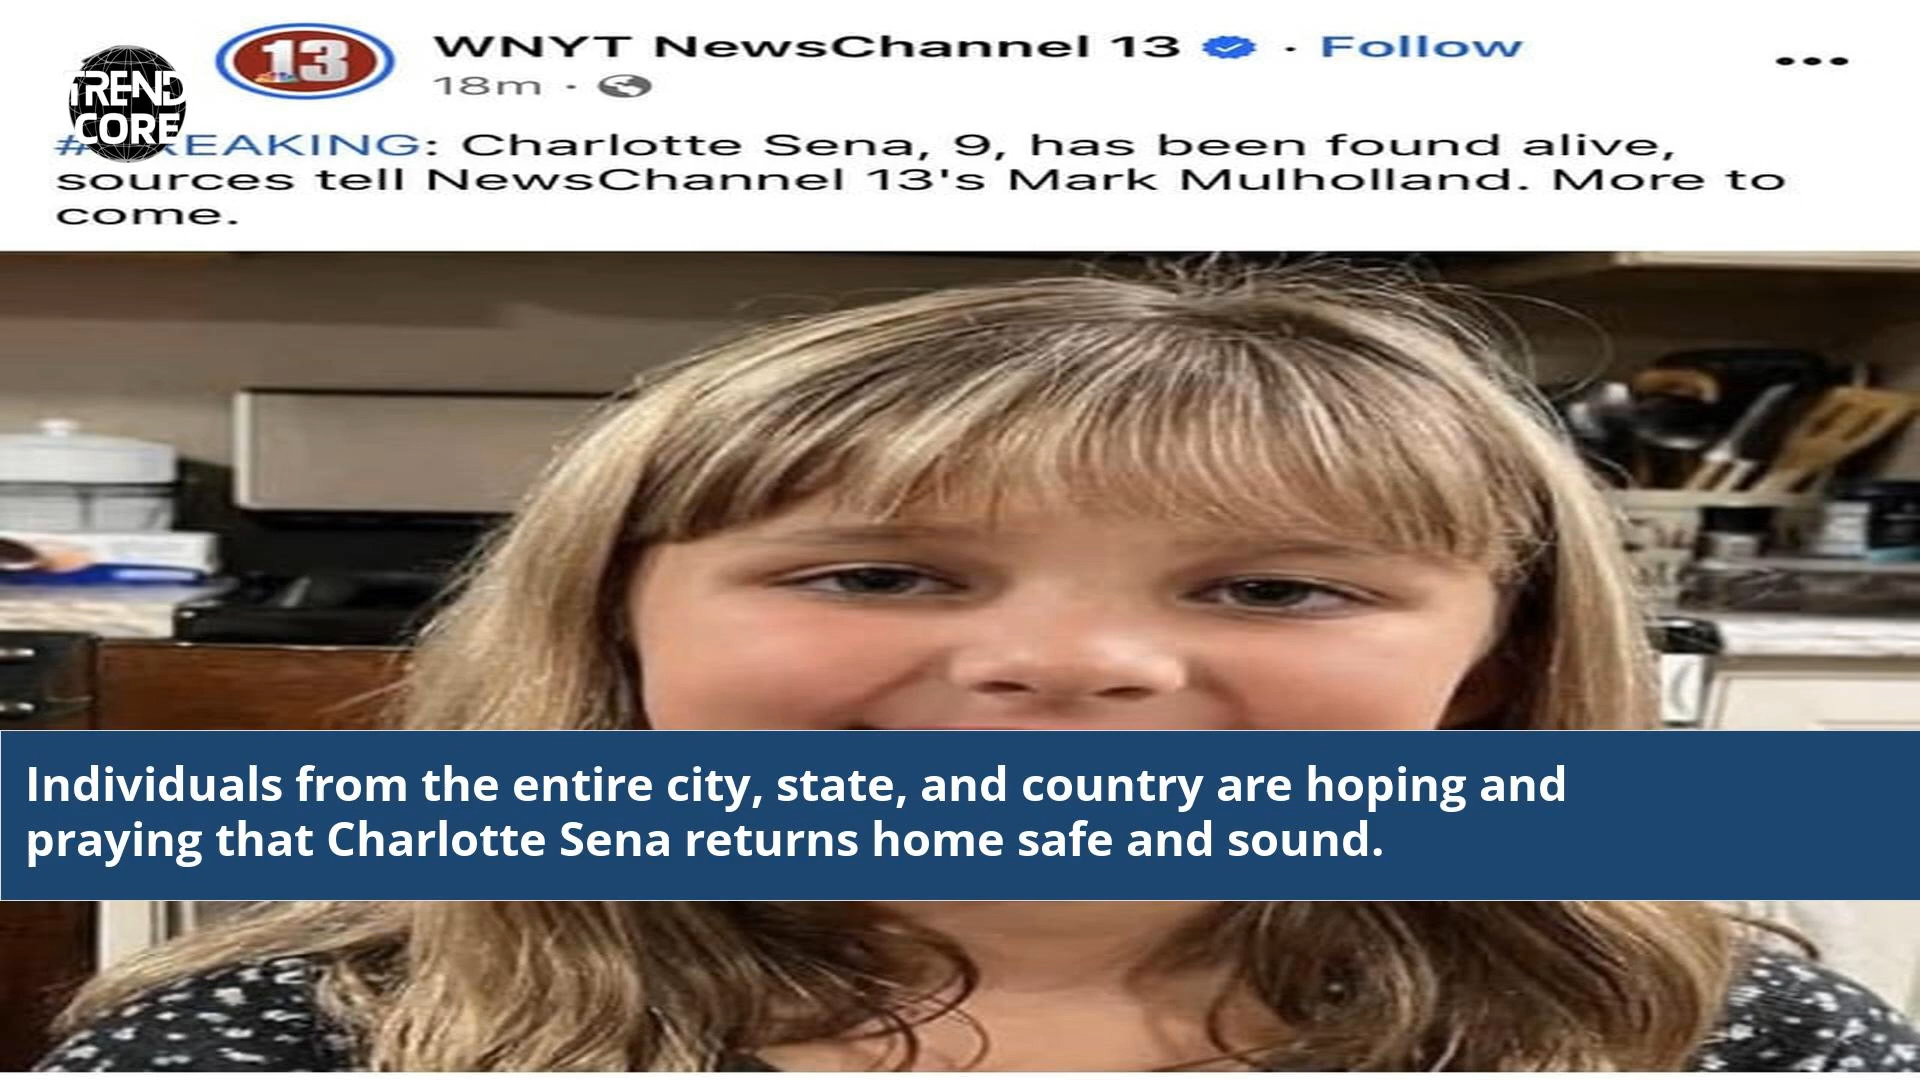 13
WNYT NewsChannel 13 · Follow
18m ·
TREND
CORE
#BREAKING: Charlotte Sena, 9, has been found alive,
sources tell NewsChannel 13's Mark Mulholland. More to
come.
Individuals from the entire city, state, and country are hoping and
praying that Charlotte Sena returns home safe and sound.